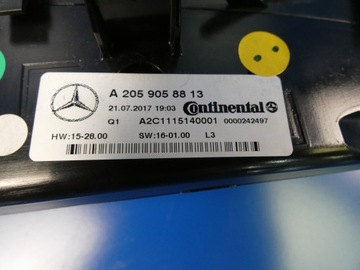 A 205 905 88 13
21.07.2017 19:03 Continental
Q1 A2C1115140001 0000242497
HW:15-28.00 SW:16-01.00 L3